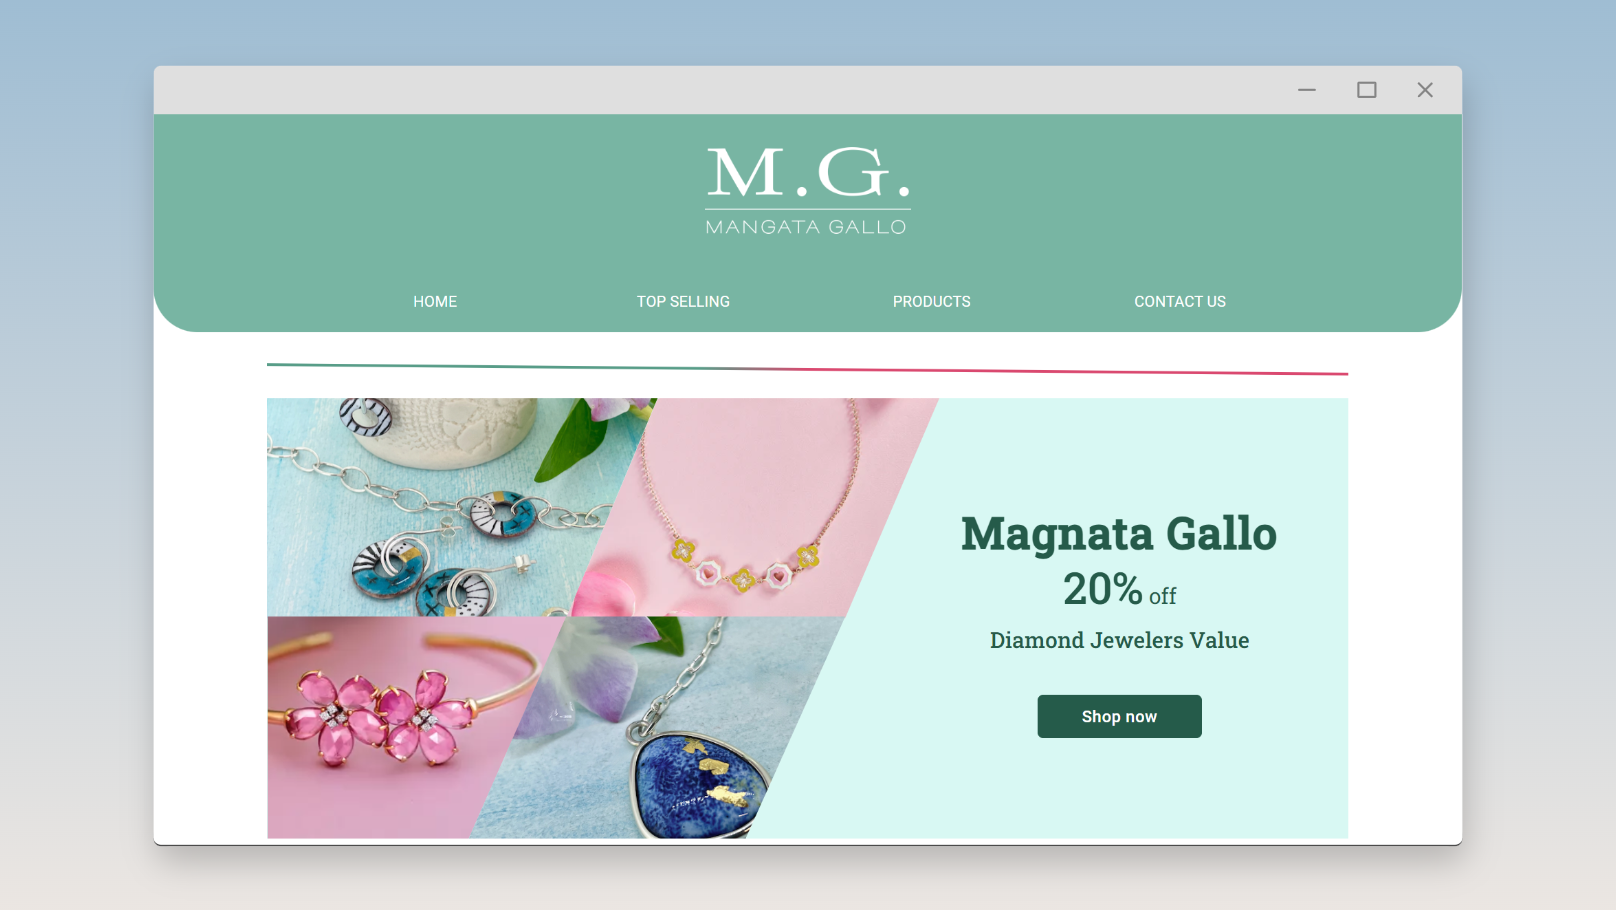 M.G.
MANGATA GALLO
HOME TOP SELLING PRODUCTS CONTACT US
Magnata Gallo
20% off
Diamond Jewelers Value
Shop now